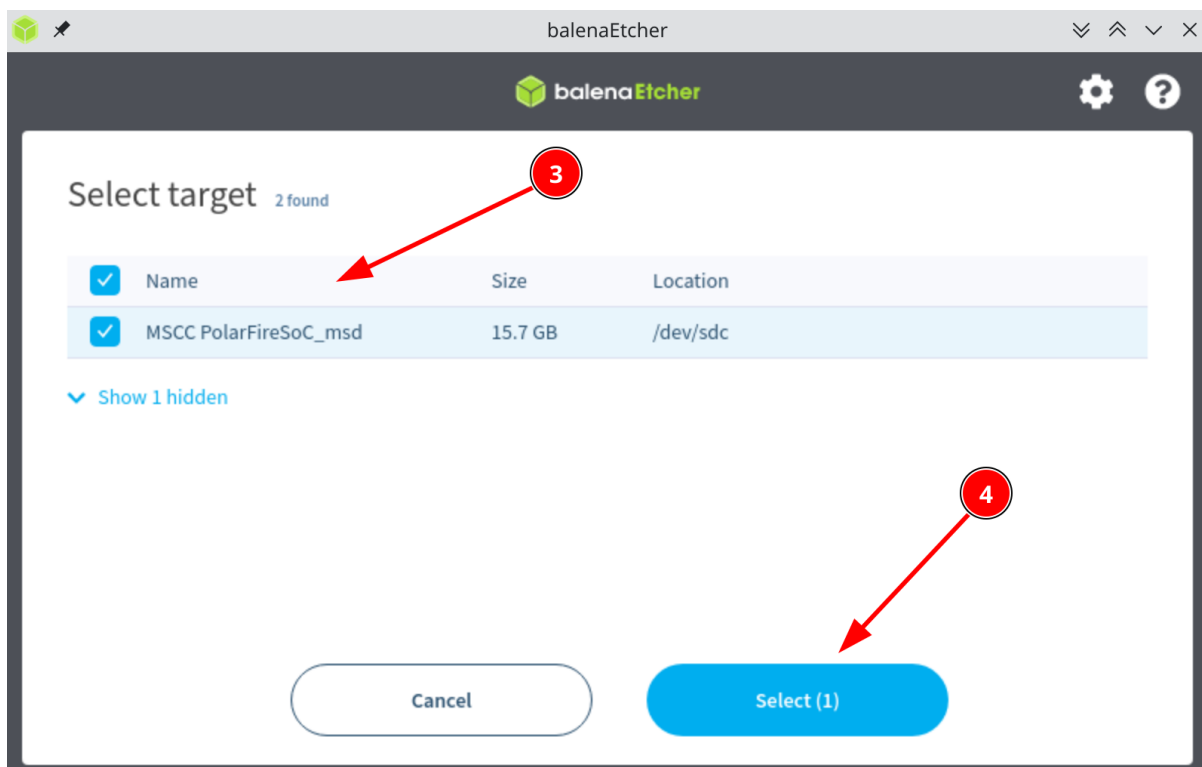 balenaEtcher
balenaEtcher
3
Select target 2 found
Name Size Location
MSCC PolarFireSoC_msd 15.7 GB /dev/sdc
Show 1 hidden
4
Cancel Select (1)